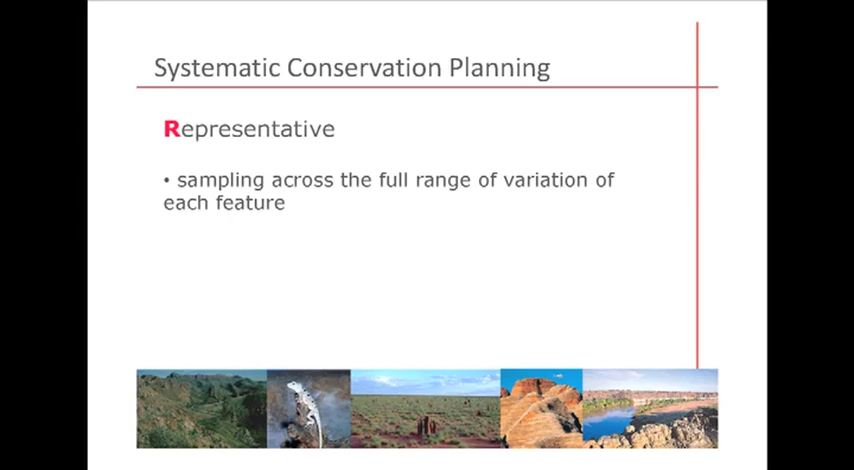 Systematic Conservation Planning
Representative
• sampling across the full range of variation of
each feature